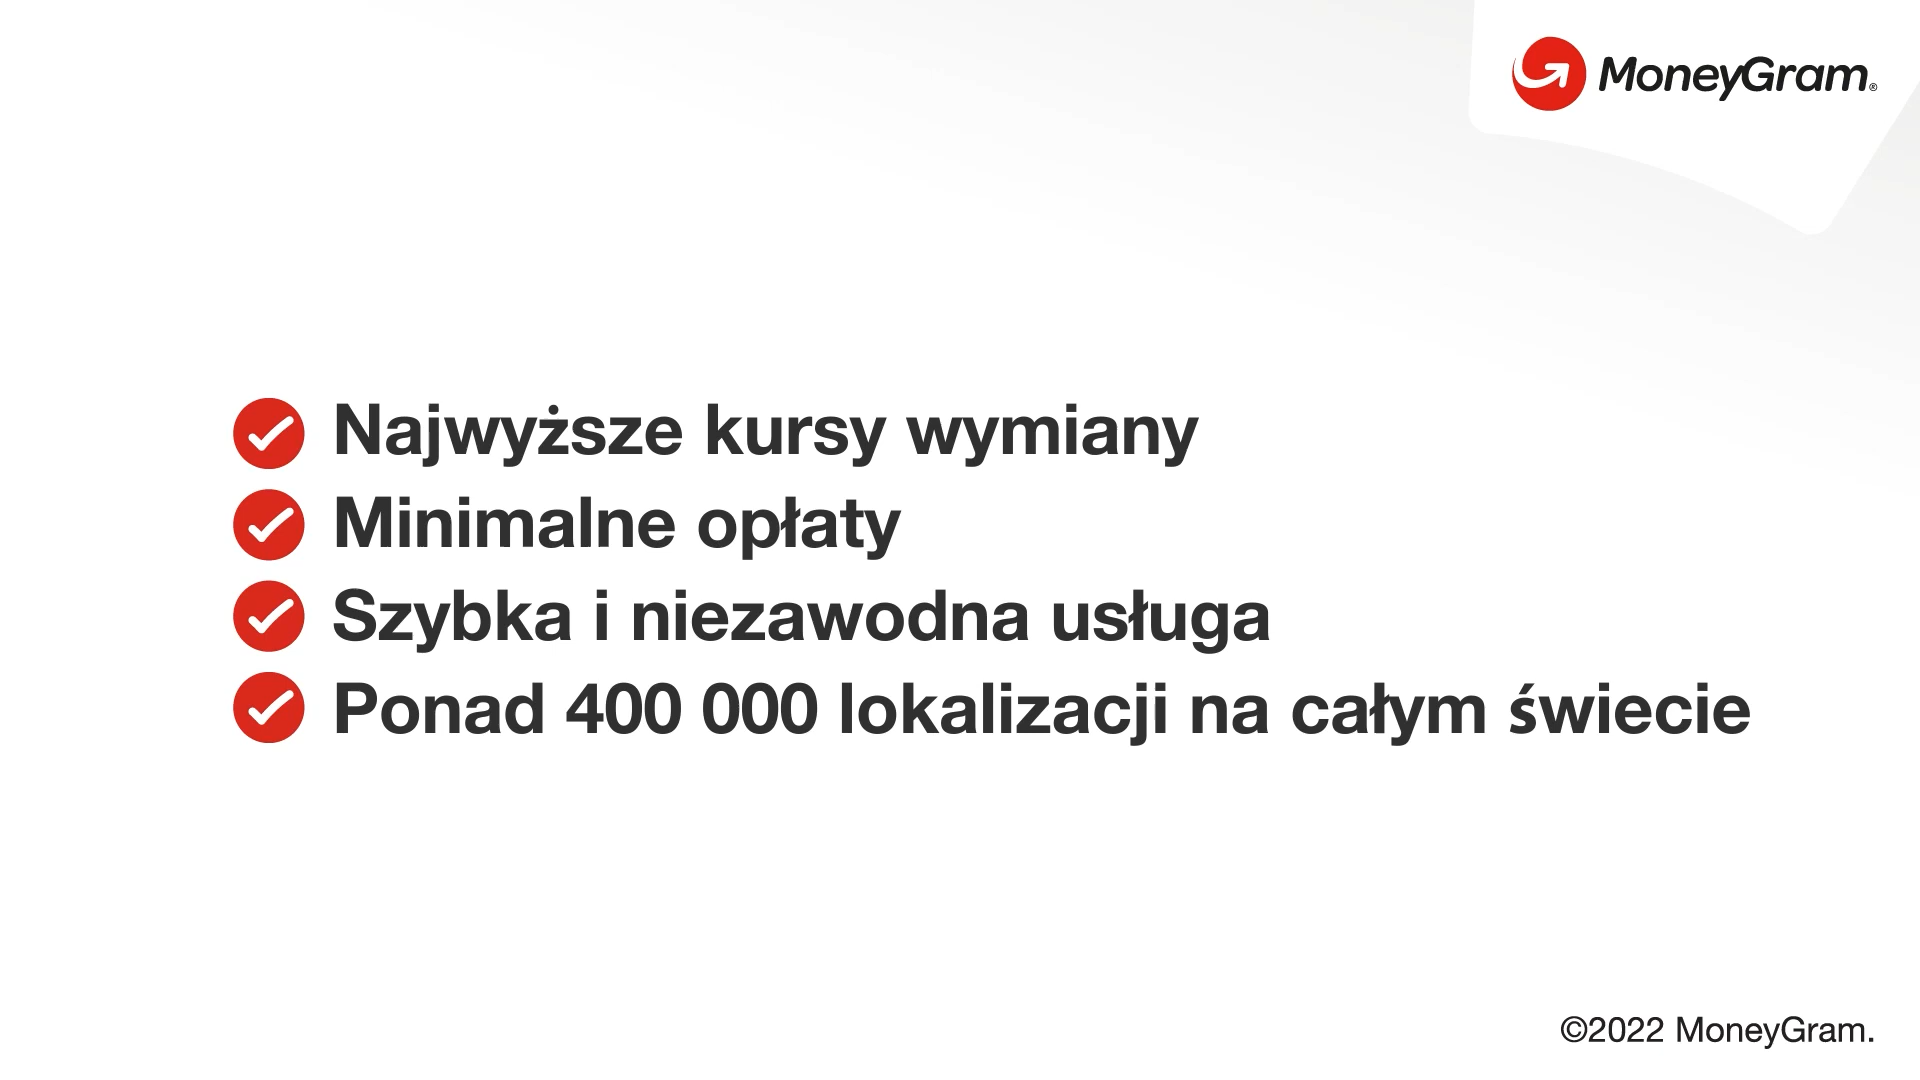 MoneyGram®
Najwyższe kursy wymiany
Minimalne opłaty
Szybka i niezawodna usługa
Ponad 400 000 lokalizacji na całym świecie
©2022 MoneyGram.